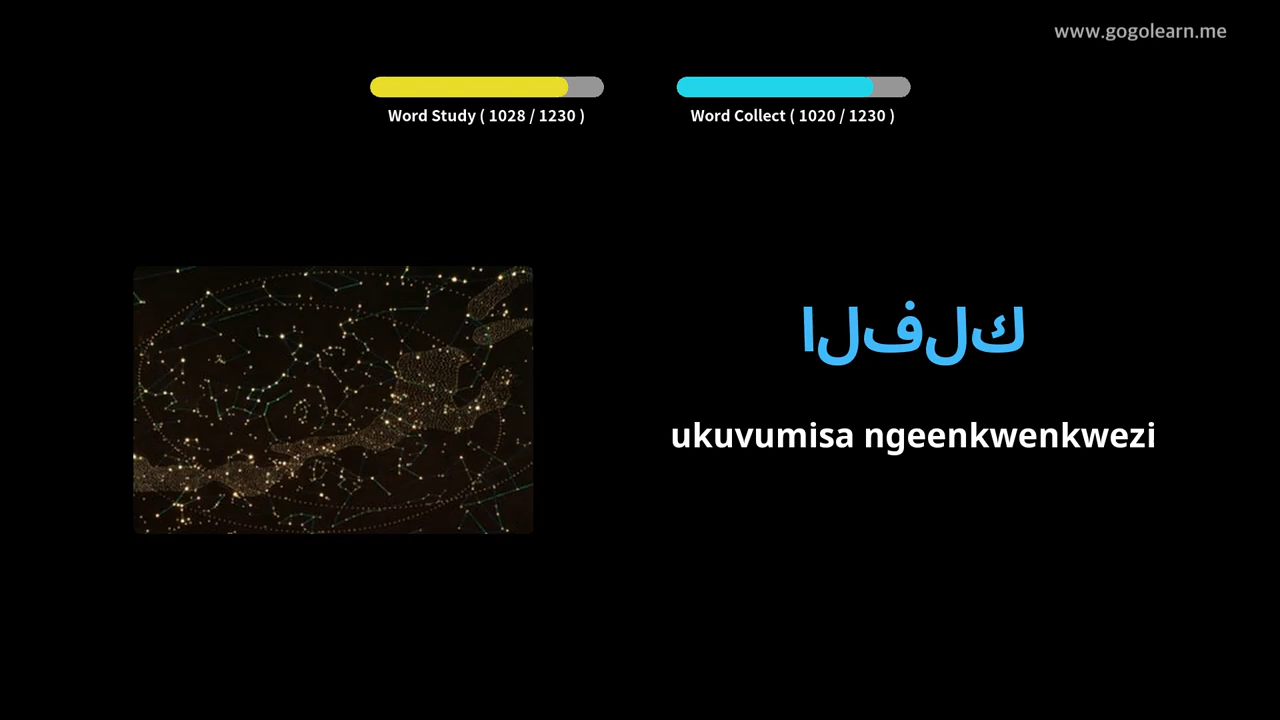 www.gogolearn.me
Word Study ( 1028 / 1230 )
Word Collect ( 1020 / 1230 )
الفلك
ukuvumisa ngeenkwenkwezi